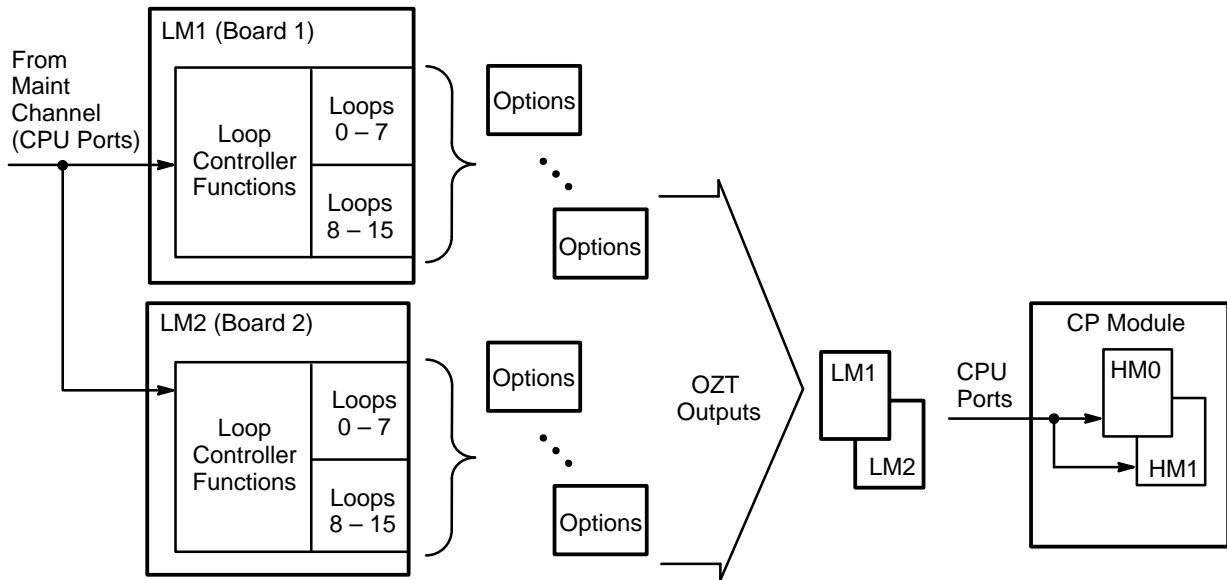 From
Maint
Channel
(CPU Ports)
LM1 (Board 1)
Loop
Controller
Functions
Loops
0 – 7
Loops
8 – 15
Options
Options
LM2 (Board 2)
Loop
Controller
Functions
Loops
0 – 7
Loops
8 – 15
Options
Options
OZT
Outputs
LM1
LM2
CPU
Ports
CP Module
HM0
HM1